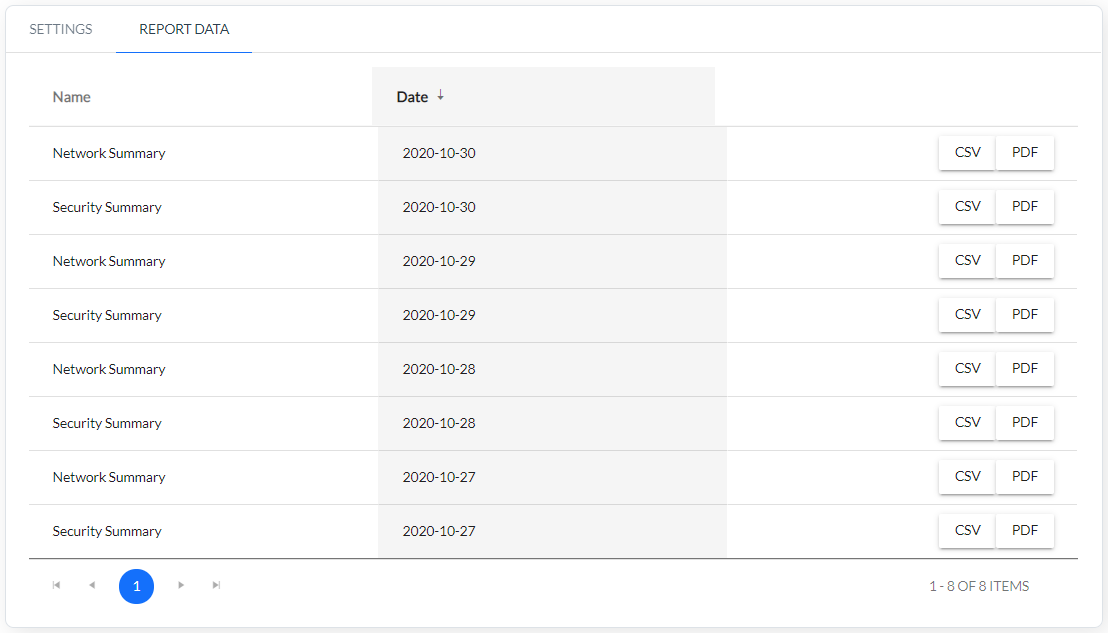 SETTINGS REPORT DATA
Name Date ↓
Network Summary 2020-10-30 CSV PDF
Security Summary 2020-10-30 CSV PDF
Network Summary 2020-10-29 CSV PDF
Security Summary 2020-10-29 CSV PDF
Network Summary 2020-10-28 CSV PDF
Security Summary 2020-10-28 CSV PDF
Network Summary 2020-10-27 CSV PDF
Security Summary 2020-10-27 CSV PDF
1 1 - 8 OF 8 ITEMS